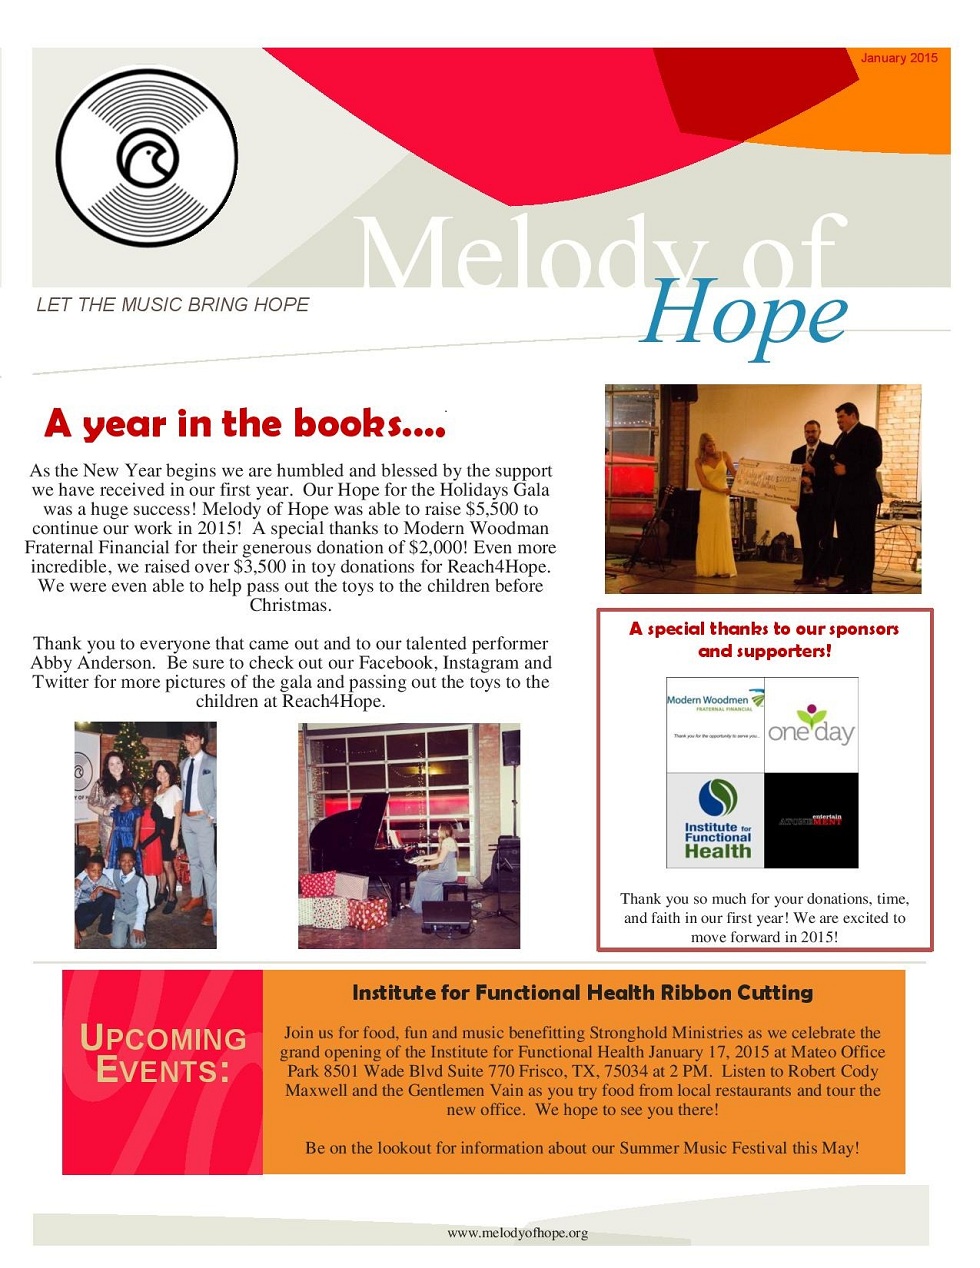 January 2015
Melody of
Hope
LET THE MUSIC BRING HOPE
A year in the books....
As the New Year begins we are humbled and blessed by the support
we have received in our first year.  Our Hope for the Holidays Gala
was a huge success! Melody of Hope was able to raise $5,500 to
continue our work in 2015!  A special thanks to Modern Woodman
Fraternal Financial for their generous donation of $2,000! Even more
incredible, we raised over $3,500 in toy donations for Reach4Hope.
We were even able to help pass out the toys to the children before
Christmas.
Thank you to everyone that came out and to our talented performer
Abby Anderson.  Be sure to check out our Facebook, Instagram and
Twitter for more pictures of the gala and passing out the toys to the
children at Reach4Hope.
A special thanks to our sponsors
and supporters!
Modern Woodmen
FRATERNAL FINANCIAL
Thank you for the opportunity to serve you...
one day
Institute for
Functional
Health
entertain
ATONEMENT
Thank you so much for your donations, time,
and faith in our first year! We are excited to
move forward in 2015!
UPCOMING
EVENTS:
Institute for Functional Health Ribbon Cutting
Join us for food, fun and music benefitting Stronghold Ministries as we celebrate the
grand opening of the Institute for Functional Health January 17, 2015 at Mateo Office
Park 8501 Wade Blvd Suite 770 Frisco, TX, 75034 at 2 PM.  Listen to Robert Cody
Maxwell and the Gentlemen Vain as you try food from local restaurants and tour the
new office.  We hope to see you there!
Be on the lookout for information about our Summer Music Festival this May!
www.melodyofhope.org